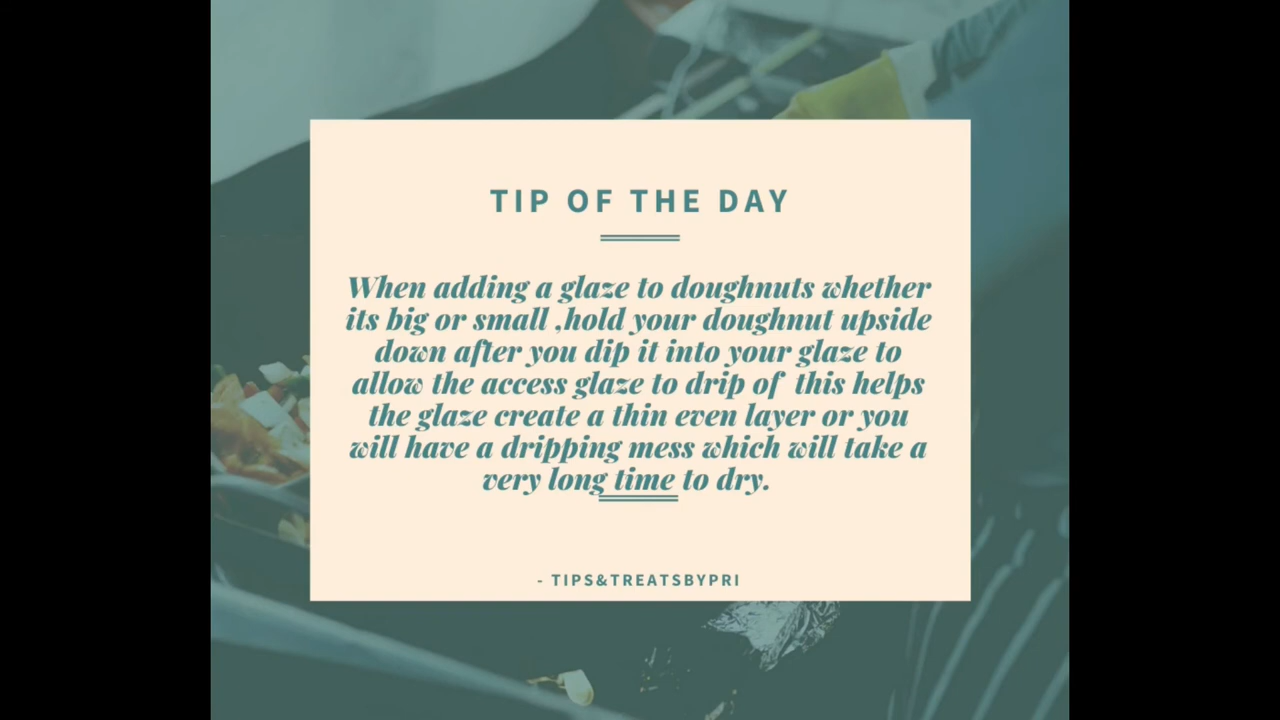 TIP OF THE DAY
When adding a glaze to doughnuts whether
its big or small ,hold your doughnut upside
down after you dip it into your glaze to
allow the access glaze to drip of this helps
the glaze create a thin even layer or you
will have a dripping mess which will take a
very long time to dry.
- TIPS&TREATSBYPRI